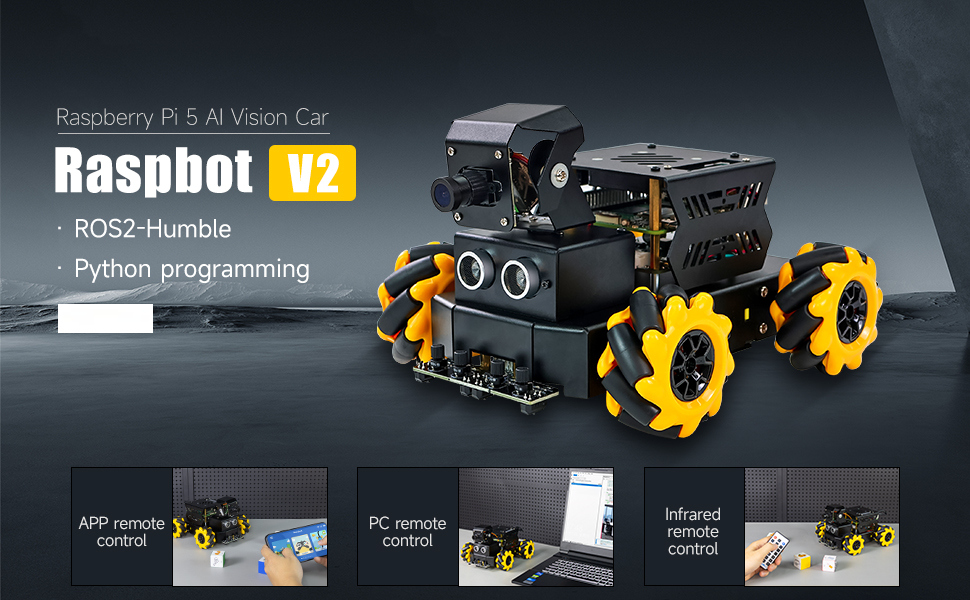 Raspberry Pi 5 AI Vision Car
Raspbot V2
· ROS2-Humble
· Python programming
APP remote
control
PC remote
control
Infrared
remote
control